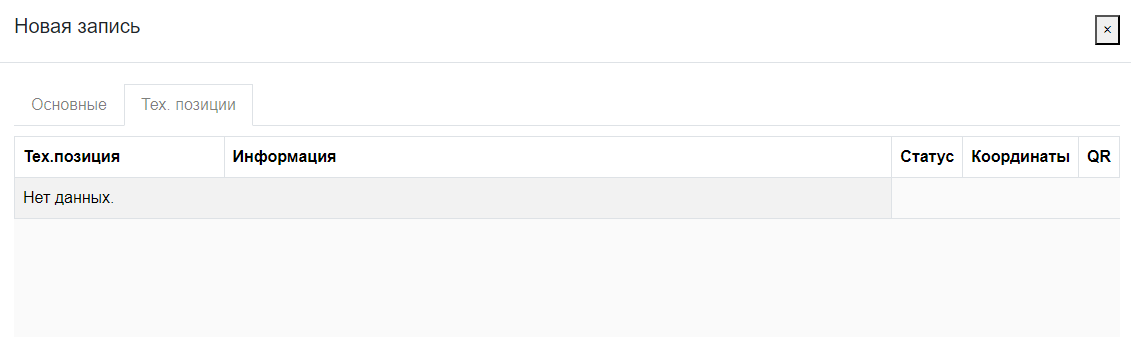 Новая запись
×
Основные Тех. позиции
Тех.позиция Информация Статус Координаты QR
Нет данных.